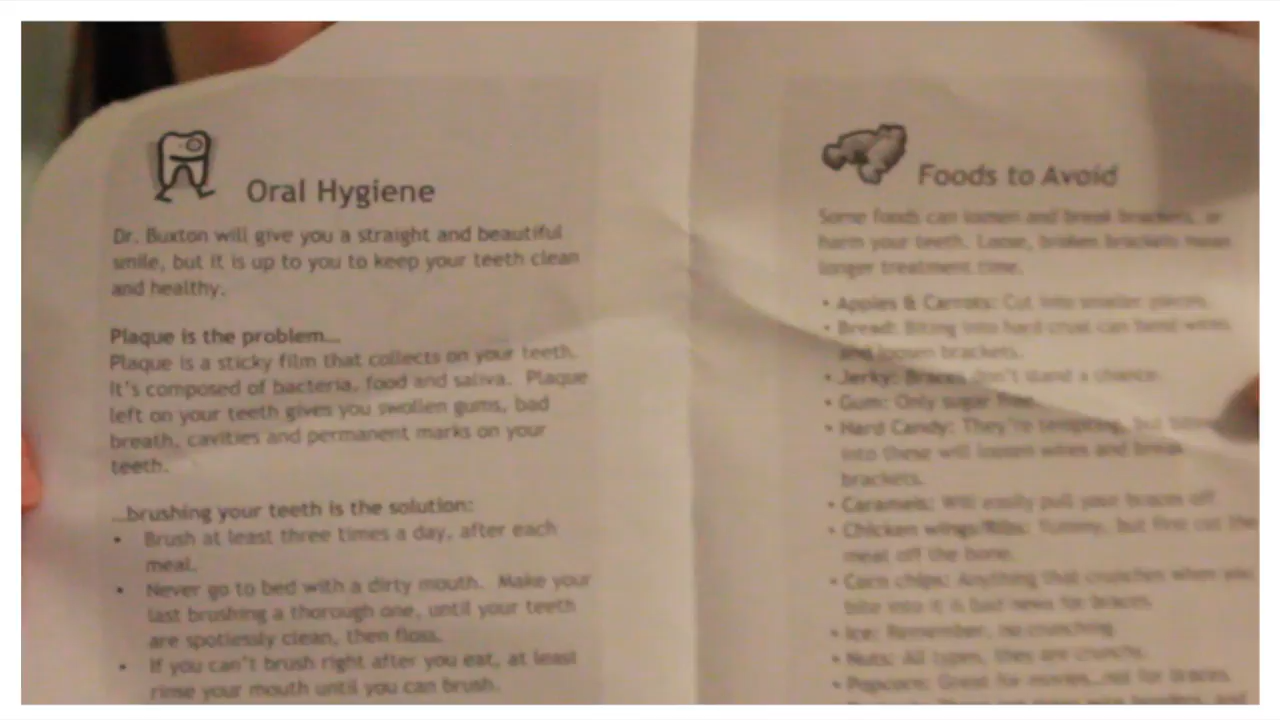 Oral Hygiene
Dr. Buxton will give you a straight and beautiful
smile, but it is up to you to keep your teeth clean
and healthy.
Plaque is the problem...
Plaque is a sticky film that collects on your teeth.
It's composed of bacteria, food and saliva. Plaque
left on your teeth gives you swollen gums, bad
breath, cavities and permanent marks on your
teeth.
...brushing your teeth is the solution:
• Brush at least three times a day, after each
meal.
• Never go to bed with a dirty mouth. Make your
last brushing a thorough one, until your teeth
are spotlessly clean, then floss.
• If you can't brush right after you eat, at least
rinse your mouth until you can brush.
Foods to Avoid
Some foods can loosen and break brackets, or
harm your teeth. Loose, broken brackets mean
longer treatment time.
• Apples & Carrots: Cut into smaller pieces.
• Bread: Biting into hard crust can bend wires
and loosen brackets.
• Jerky: Braces don't stand a chance.
• Gum: Only sugar free
• Hard Candy: They're tempting, but biting
into these will loosen wires and break
brackets.
• Caramels: Will easily pull your braces off
• Chicken wings/Ribs: Yummy, but first cut the
meat off the bone.
• Corn chips: Anything that crunches when you
bite into it is bad news for braces.
• Ice: Remember, no crunching
• Nuts: All types, they are crunchy.
• Popcorn: Great for movies...not for braces